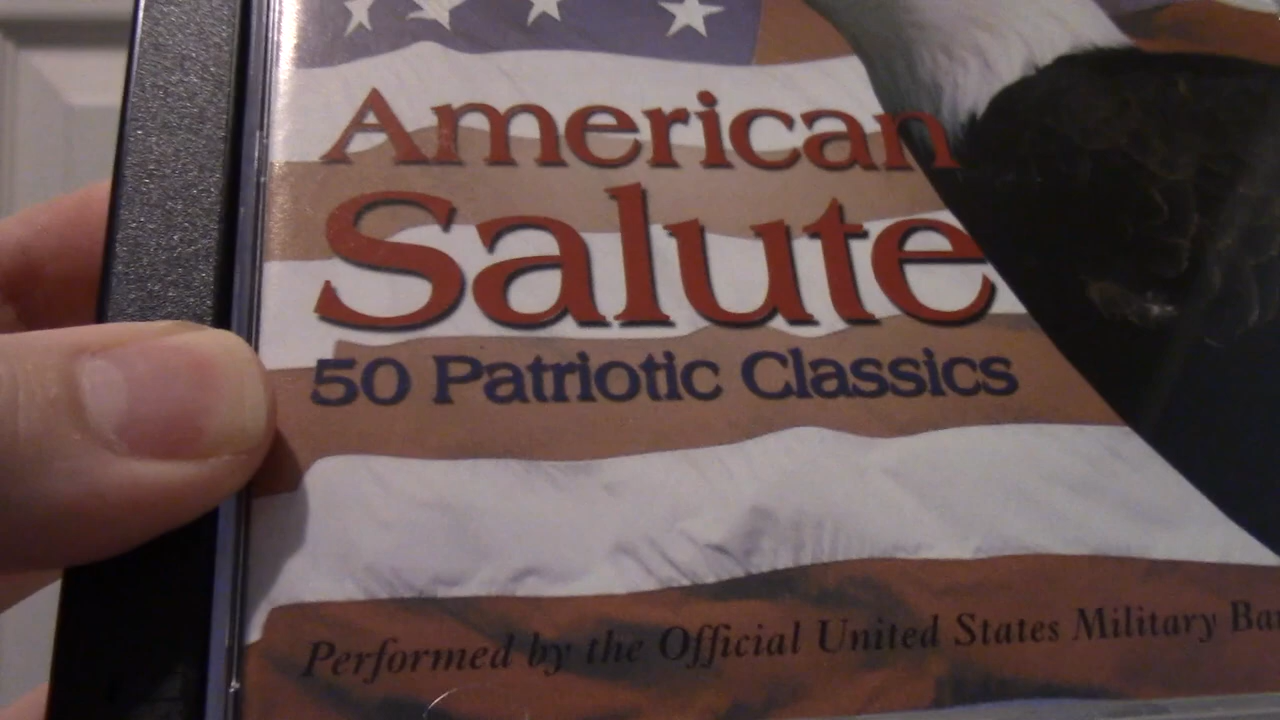 American
Salute
50 Patriotic Classics
Performed by the Official United States Military